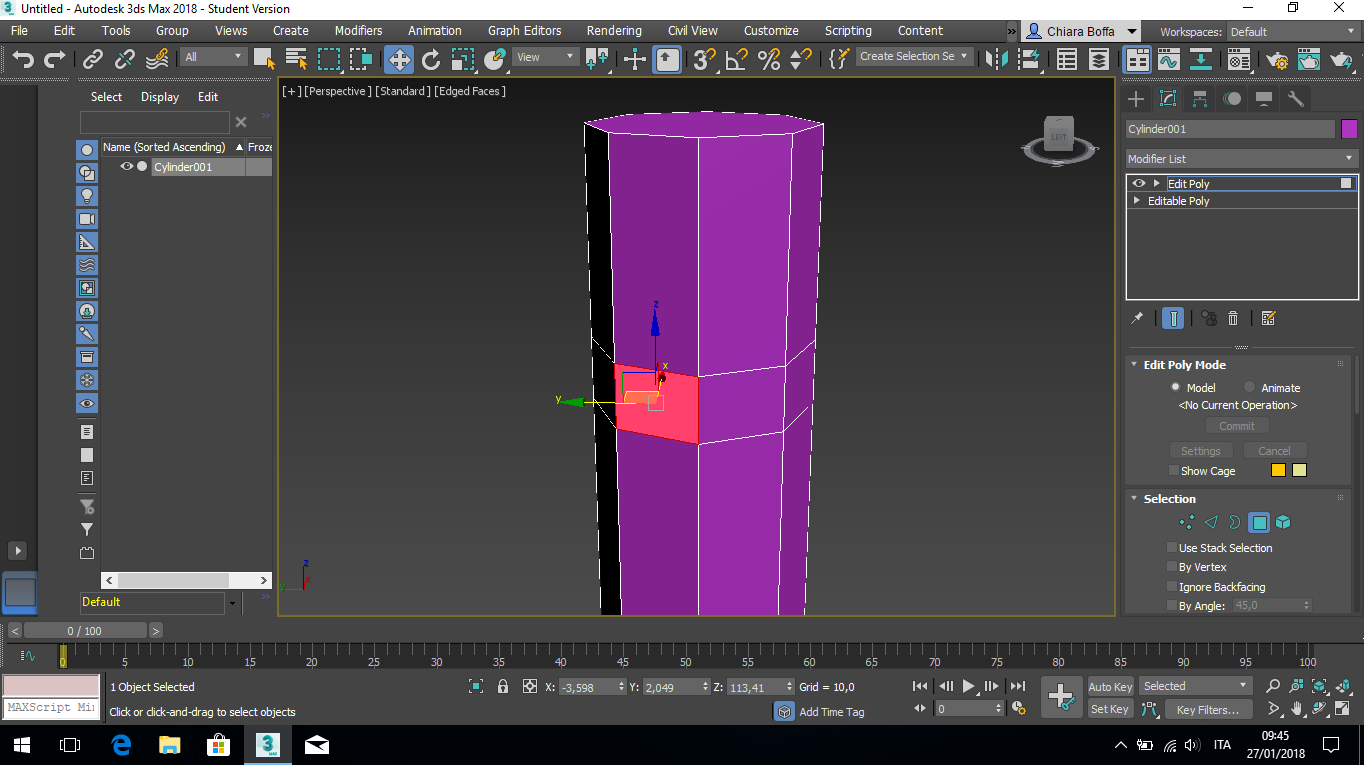 Untitled - Autodesk 3ds Max 2018 - Student Version
File Edit Tools Group Views Create Modifiers Animation Graph Editors Rendering Civil View Customize Scripting Content » Chiara Boffa Workspaces: Default
All View 3 Create Selection Se
Select Display Edit
Name (Sorted Ascending) Froze
Cylinder001
Default
[+] [Perspective] [Standard] [Edged Faces]
LEFT
z
x
y
z
y
x
Cylinder001
Modifier List
Edit Poly
Editable Poly
Edit Poly Mode
Model Animate
<No Current Operation>
Commit
Settings Cancel
Show Cage
Selection
Use Stack Selection
By Vertex
Ignore Backfacing
By Angle: 45,0
< 0 / 100 >
0 5 10 15 20 25 30 35 40 45 50 55 60 65 70 75 80 85 90 95 100
1 Object Selected X: -3,598 Y: 2,049 Z: 113,41 Grid = 10,0 Auto Key Selected
MAXScript Mi
Click or click-and-drag to select objects Add Time Tag 0 Set Key Key Filters...
ITA 09:45
27/01/2018